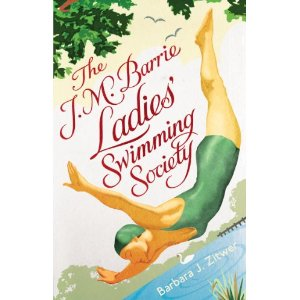 The
J.M. Barrie
Ladies'
Swimming
Society
Barbara J. Zitwer